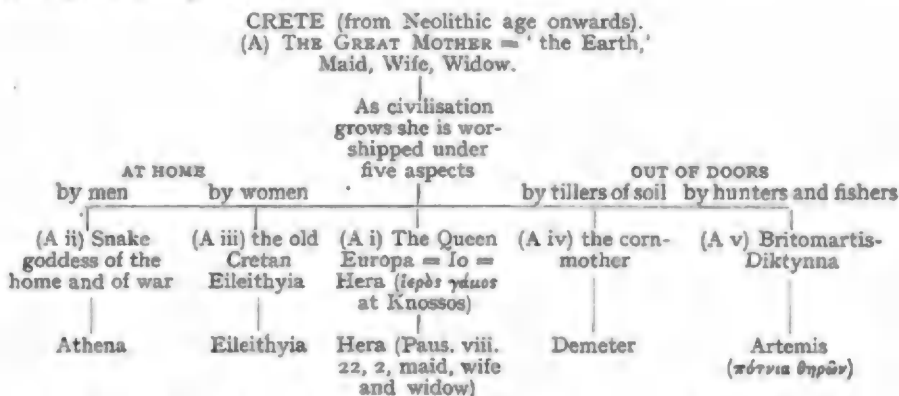 CRETE (from Neolithic age onwards).
(A) THE GREAT MOTHER = ' the Earth,'
Maid, Wife, Widow.
As civilisation
grows she is wor-
shipped under
five aspects
AT HOME
OUT OF DOORS
by men
by women
by tillers of soil
by hunters and fishers
(A ii) Snake
goddess of the
home and of war
(A iii) the old
Cretan
Eileithyia
(A i) The Queen
Europa = Io =
Hera (ἱερὸς γάμος
at Knossos)
(A iv) the corn-
mother
(A v) Britomartis-
Diktynna
Athena
Eileithyia
Hera (Paus. viii.
22, 2, maid, wife
and widow)
Demeter
Artemis
(πότνια θηρῶν)